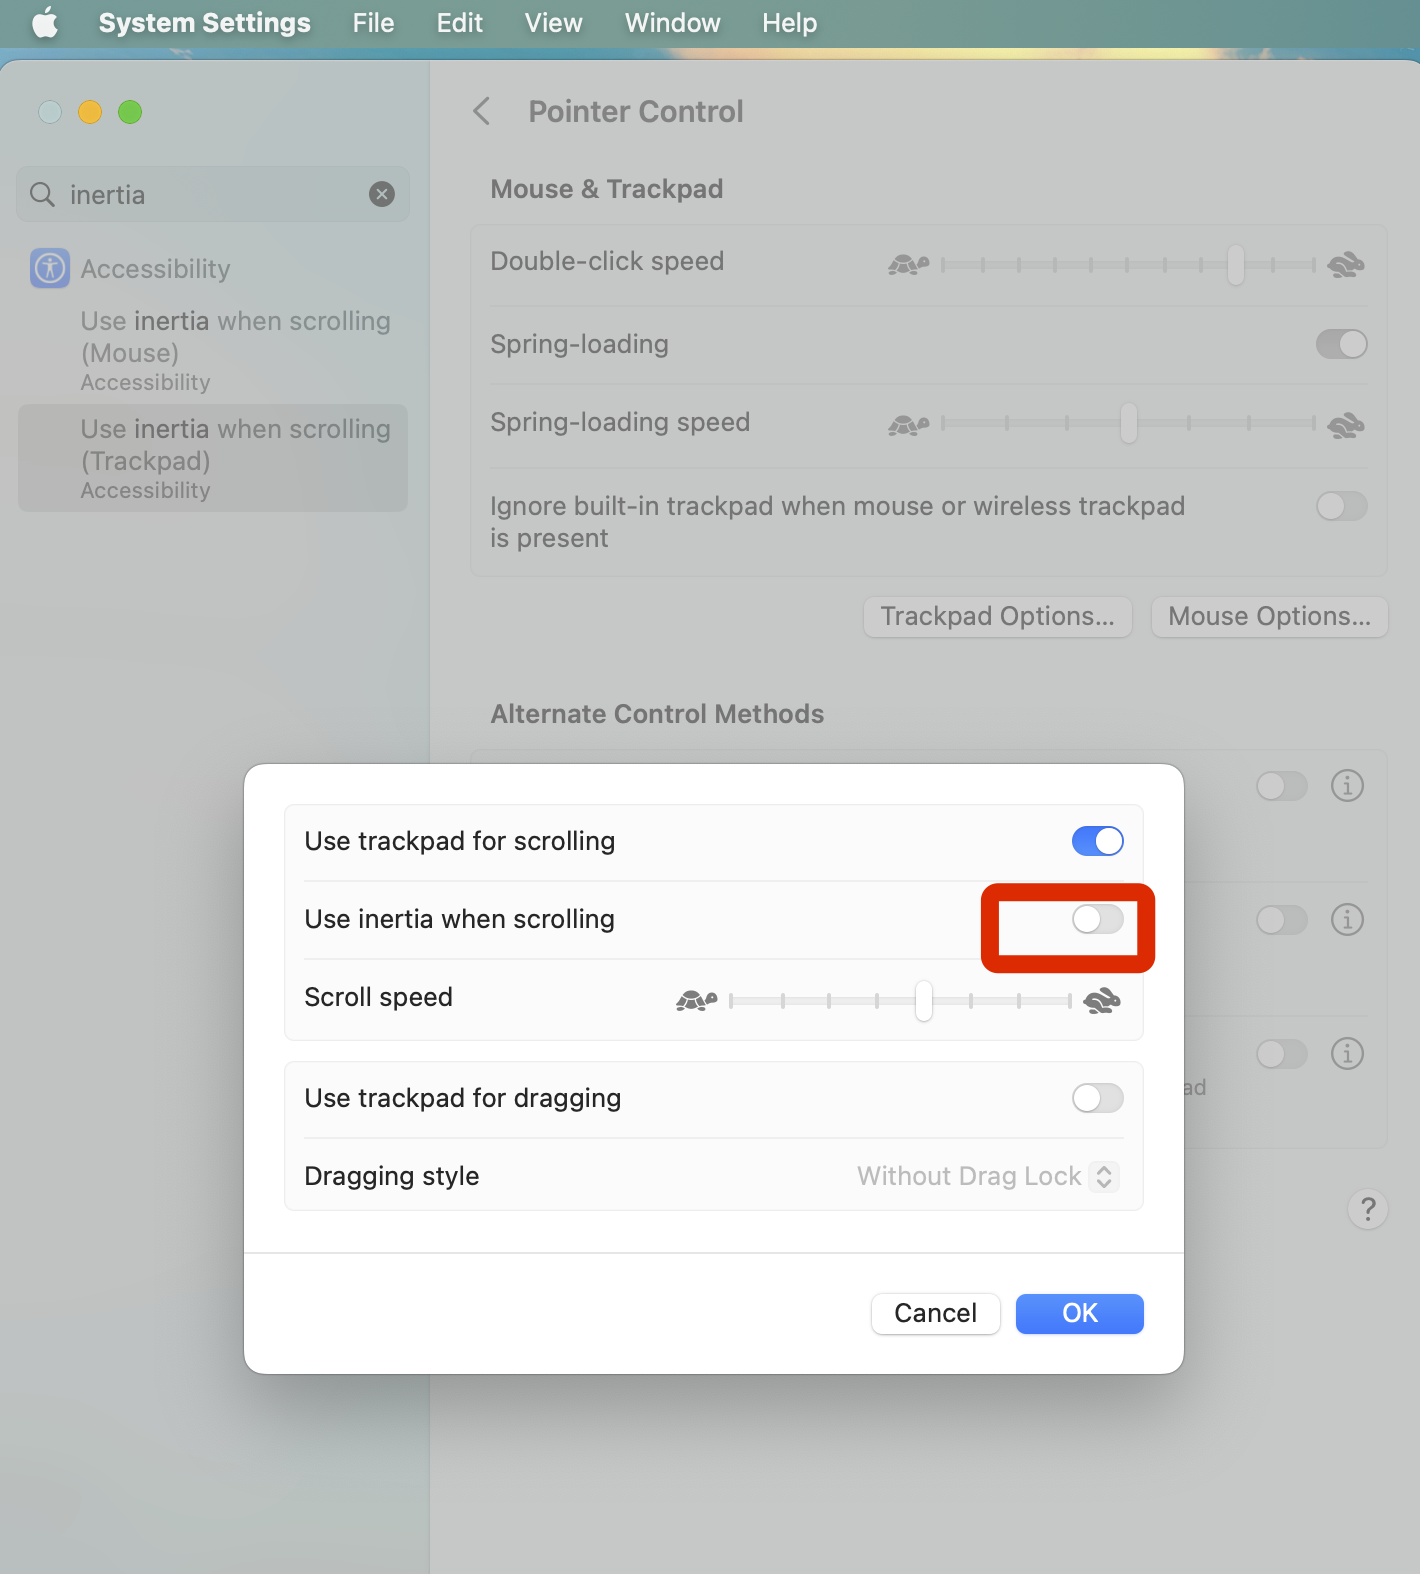 System Settings File Edit View Window Help
Pointer Control
inertia
Accessibility
Use inertia when scrolling
(Mouse)
Accessibility
Use inertia when scrolling
(Trackpad)
Accessibility
Mouse & Trackpad
Double-click speed
Spring-loading
Spring-loading speed
Ignore built-in trackpad when mouse or wireless trackpad
is present
Trackpad Options... Mouse Options...
Alternate Control Methods
Use trackpad for scrolling
Use inertia when scrolling
Scroll speed
Use trackpad for dragging
Dragging style Without Drag Lock
ad
?
Cancel OK